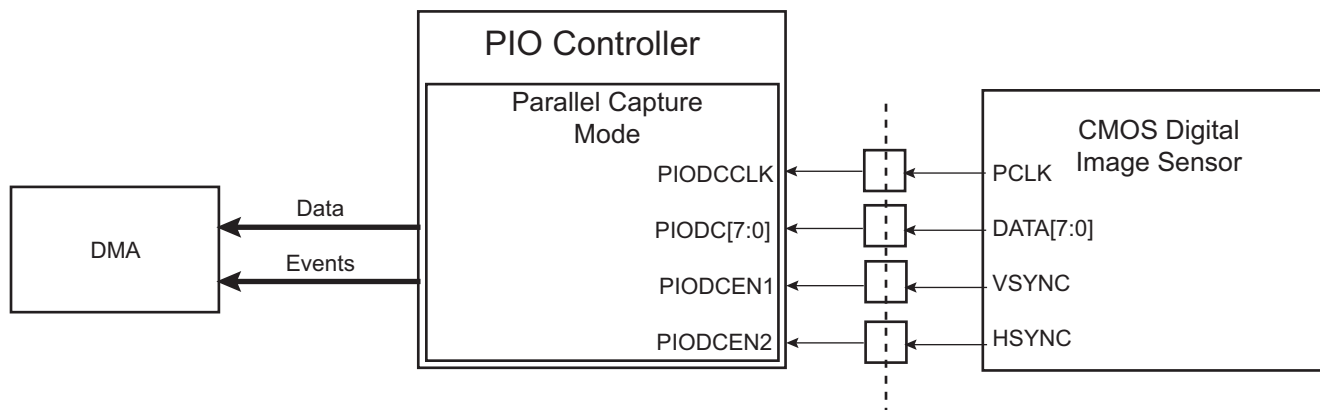 PIO Controller
Parallel Capture
Mode
CMOS Digital
Image Sensor
PIODCCLK
PCLK
Data
PIODC[7:0]
DATA[7:0]
DMA
Events
PIODCEN1
VSYNC
PIODCEN2
HSYNC